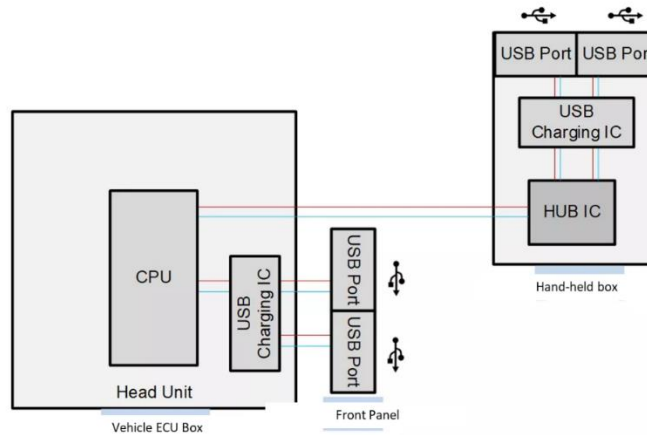 USB Port
USB Por
USB
Charging IC
HUB IC
Hand-held box
CPU
USB
Charging IC
USB Port
USB Port
Head Unit
Vehicle ECU Box
Front Panel